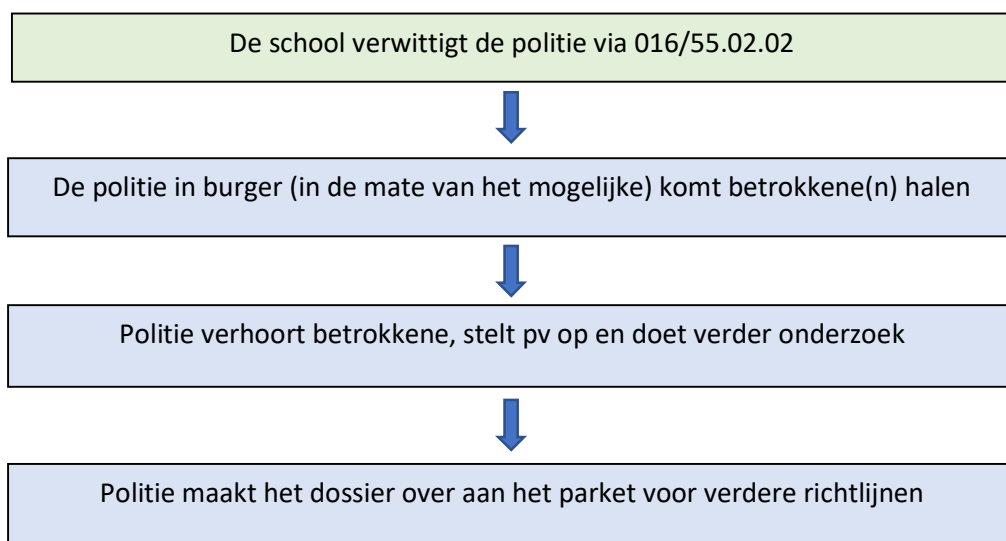 De school verwittigt de politie via 016/55.02.02
De politie in burger (in de mate van het mogelijke) komt betrokkene(n) halen
Politie verhoort betrokkene, stelt pv op en doet verder onderzoek
Politie maakt het dossier over aan het parket voor verdere richtlijnen